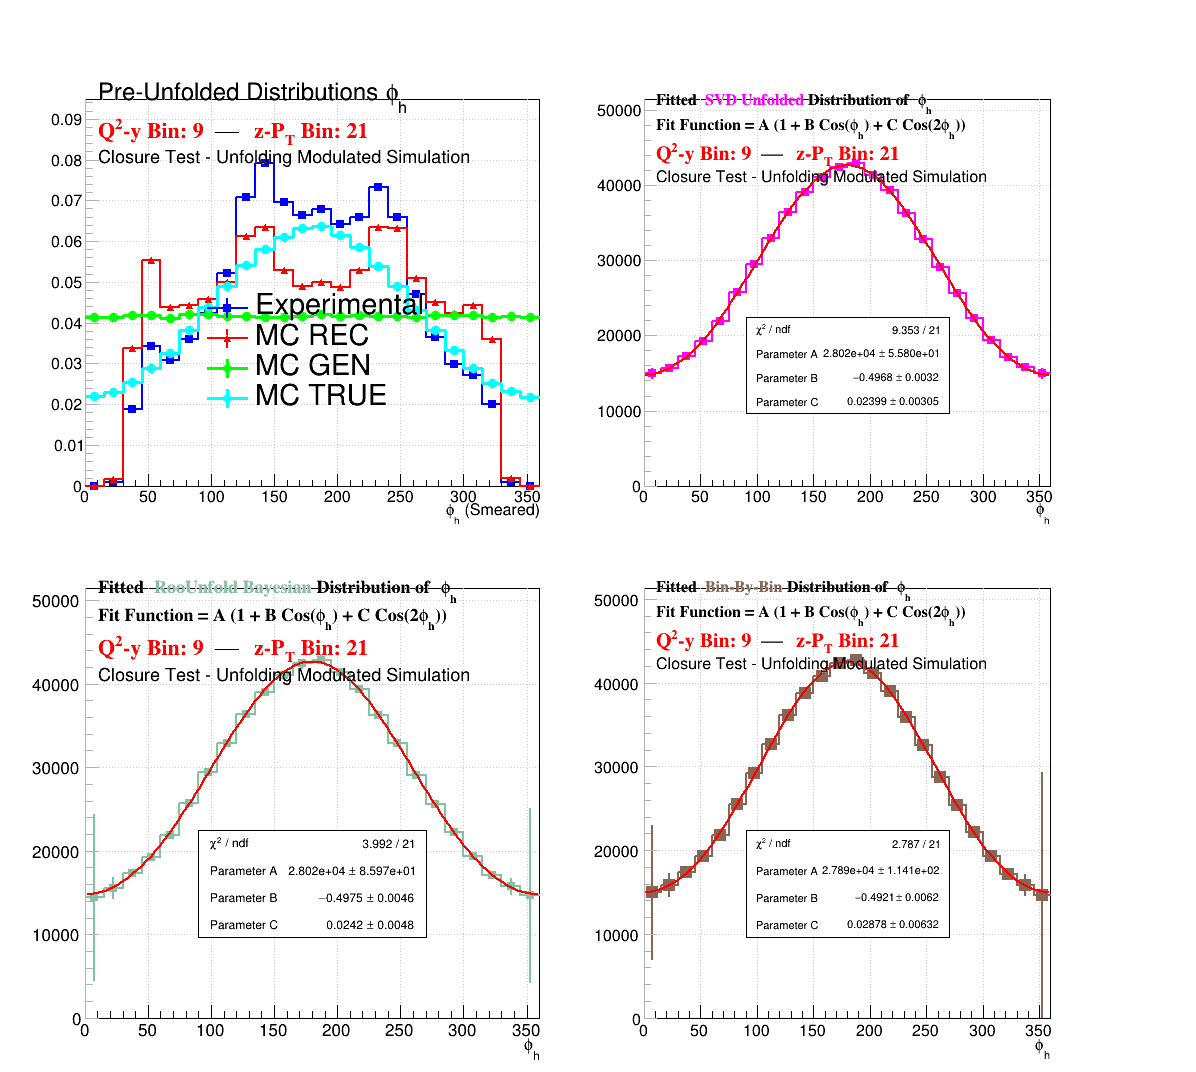 Pre-Unfolded Distributions ϕh
Q²-y Bin: 9 — z-PT Bin: 21
Closure Test - Unfolding Modulated Simulation
0.09
0.08
0.07
0.06
0.05
0.04
0.03
0.02
0.01
0
Experimental
MC REC
MC GEN
MC TRUE
0 50 100 150 200 250 300 350
ϕh (Smeared)
Fitted SVD Unfolded Distribution of ϕh
Fit Function = A (1 + B Cos(ϕh) + C Cos(2ϕh))
Q²-y Bin: 9 — z-PT Bin: 21
Closure Test - Unfolding Modulated Simulation
50000
40000
30000
20000
10000
0
χ² / ndf 9.353 / 21
Parameter A 2.802e+04 ± 5.580e+01
Parameter B −0.4968 ± 0.0032
Parameter C 0.02399 ± 0.00305
0 50 100 150 200 250 300 350
ϕh
Fitted RooUnfold Bayesian Distribution of ϕh
Fit Function = A (1 + B Cos(ϕh) + C Cos(2ϕh))
Q²-y Bin: 9 — z-PT Bin: 21
Closure Test - Unfolding Modulated Simulation
50000
40000
30000
20000
10000
0
χ² / ndf 3.992 / 21
Parameter A 2.802e+04 ± 8.597e+01
Parameter B −0.4975 ± 0.0046
Parameter C 0.0242 ± 0.0048
0 50 100 150 200 250 300 350
ϕh
Fitted Bin-By-Bin Distribution of ϕh
Fit Function = A (1 + B Cos(ϕh) + C Cos(2ϕh))
Q²-y Bin: 9 — z-PT Bin: 21
Closure Test - Unfolding Modulated Simulation
50000
40000
30000
20000
10000
0
χ² / ndf 2.787 / 21
Parameter A 2.789e+04 ± 1.141e+02
Parameter B −0.4921 ± 0.0062
Parameter C 0.02878 ± 0.00632
0 50 100 150 200 250 300 350
ϕh